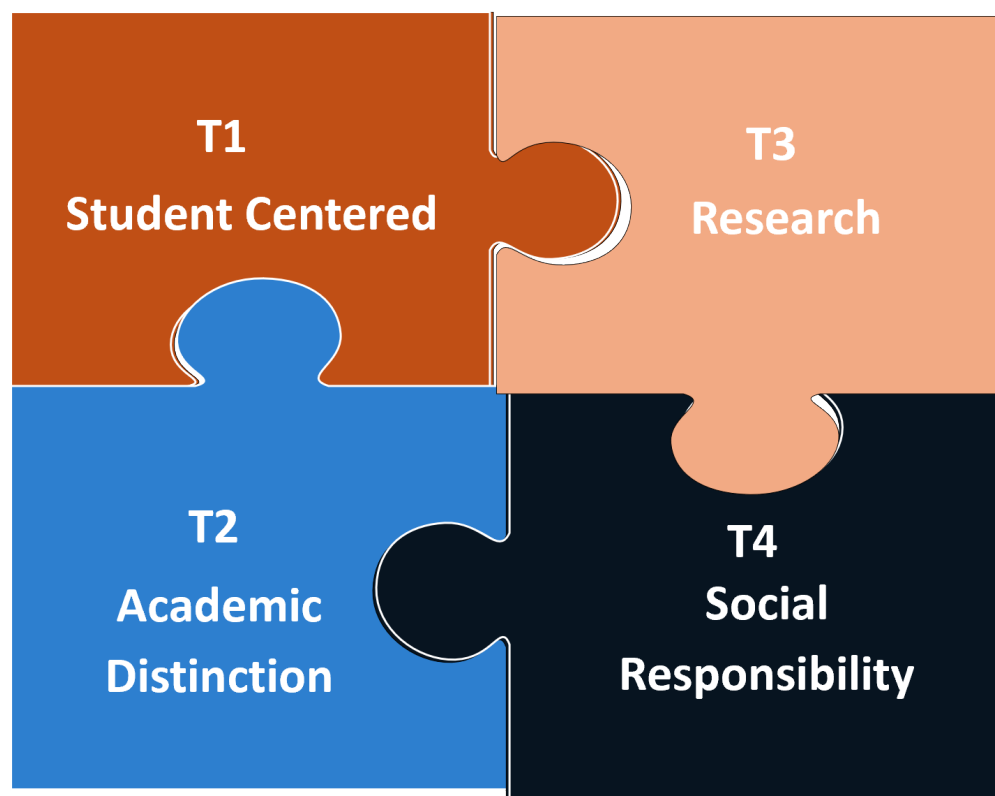 T1
Student Centered
T3
Research
T2
Academic
Distinction
T4
Social
Responsibility